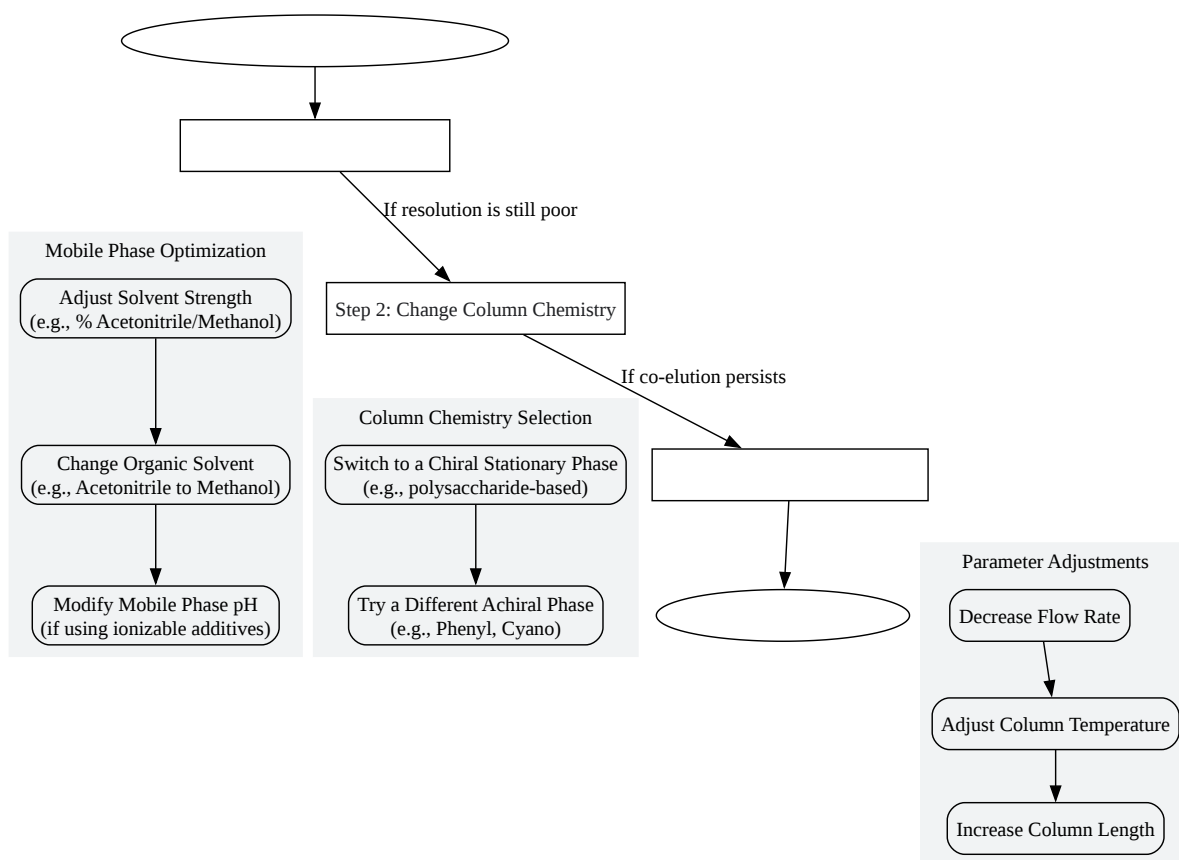 If resolution is still poor
Mobile Phase Optimization
Adjust Solvent Strength
(e.g., % Acetonitrile/Methanol)
Step 2: Change Column Chemistry
If co-elution persists
Column Chemistry Selection
Change Organic Solvent
(e.g., Acetonitrile to Methanol)
Switch to a Chiral Stationary Phase
(e.g., polysaccharide-based)
Parameter Adjustments
Modify Mobile Phase pH
(if using ionizable additives)
Try a Different Achiral Phase
(e.g., Phenyl, Cyano)
Decrease Flow Rate
Adjust Column Temperature
Increase Column Length